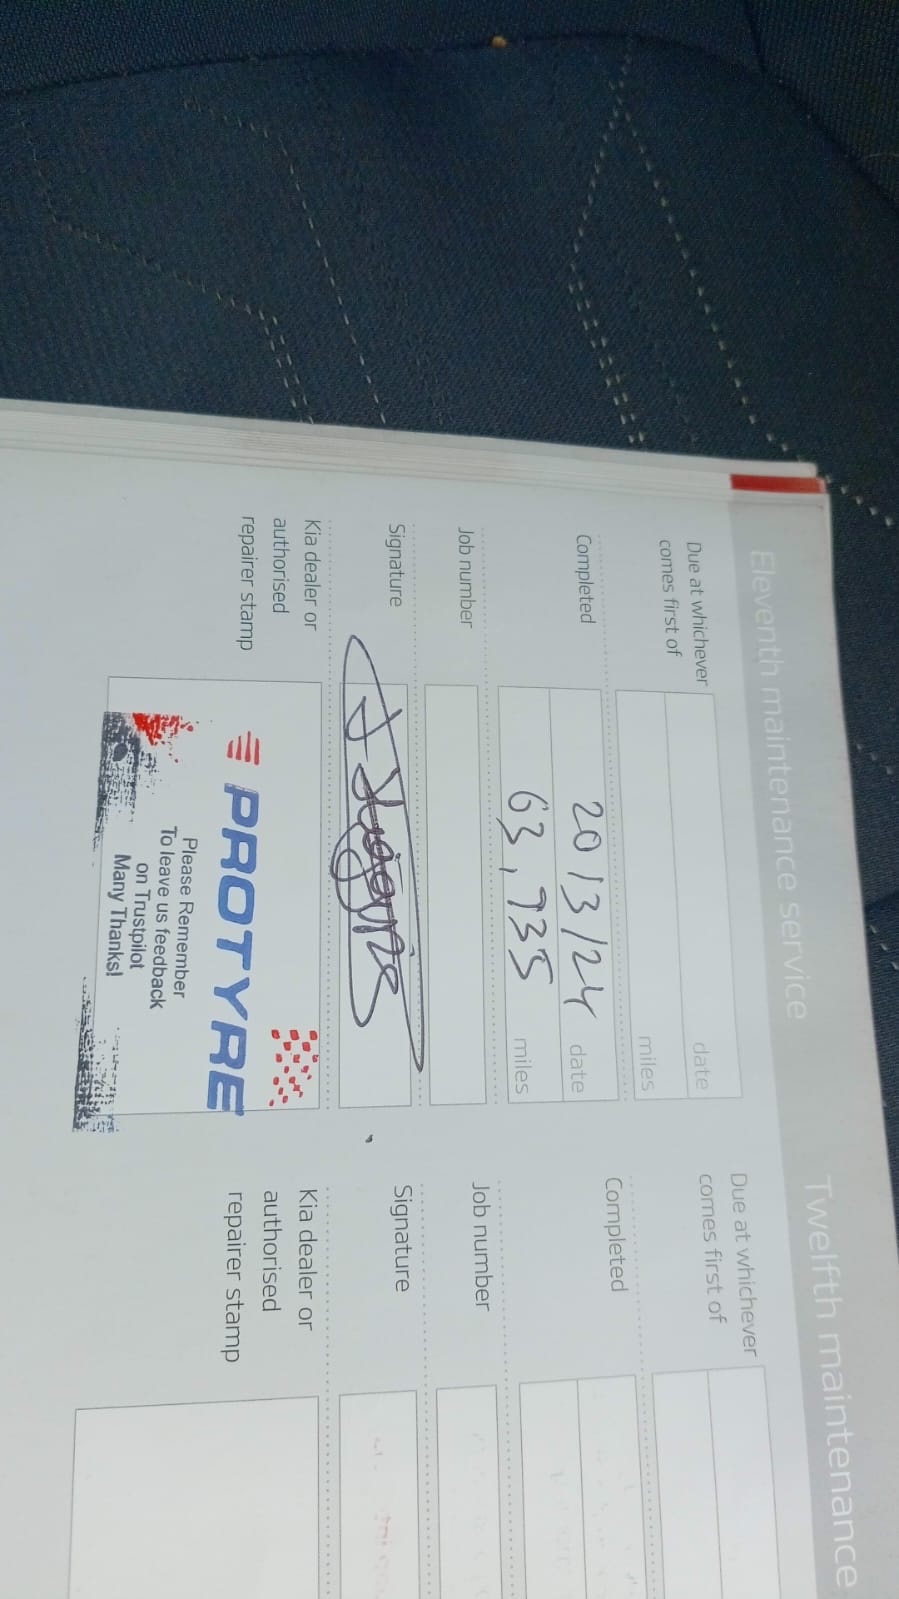 Eleventh maintenance service
Due at whichever
comes first of
date
miles
Completed
20/3/24 date
63,935 miles
Job number
Signature
Kia dealer or
authorised
repairer stamp
PROTYRE
Please Remember
To leave us feedback
on Trustpilot
Many Thanks!
Twelfth maintenance
Due at whichever
comes first of
Completed
Job number
Signature
Kia dealer or
authorised
repairer stamp